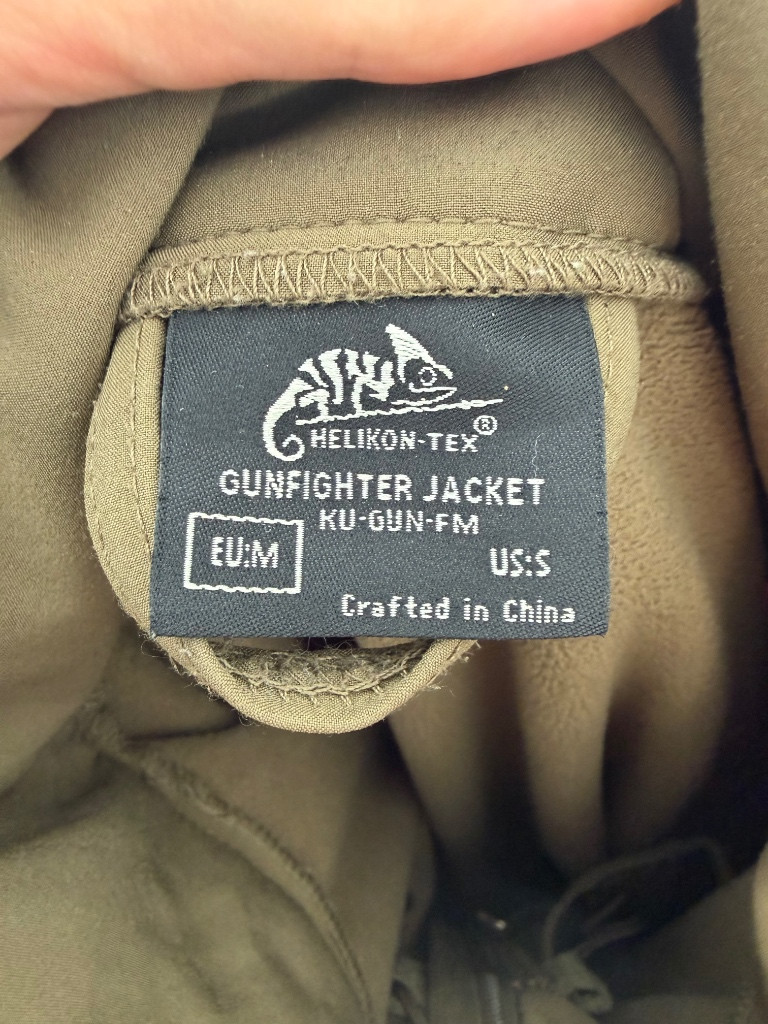 HELIKON-TEX®
GUNFIGHTER JACKET
KU-GUN-FM
EU:M
US:S
Crafted in China